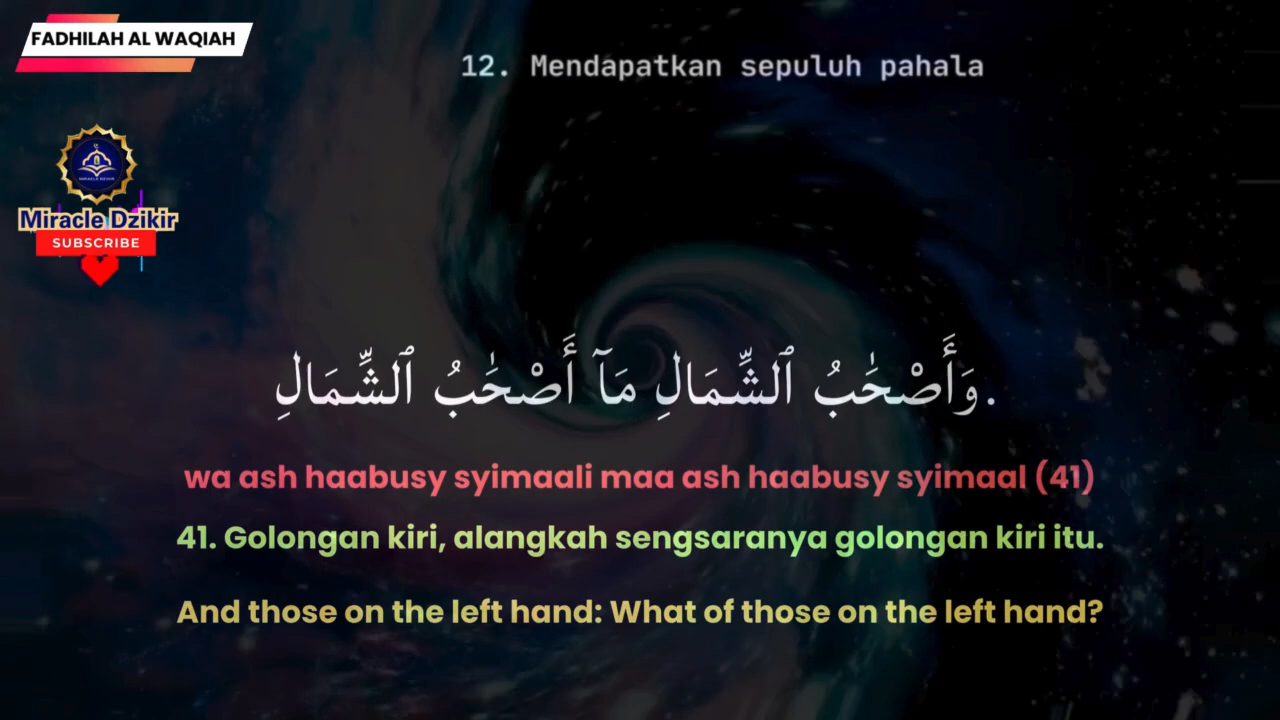 FADHILAH AL WAQIAH
12. Mendapatkan sepuluh pahala
Miracle Dzikir
SUBSCRIBE
.وَأَصْحَٰبُ ٱلشِّمَالِ مَآ أَصْحَٰبُ ٱلشِّمَالِ
wa ash haabusy syimaali maa ash haabusy syimaal (41)
41. Golongan kiri, alangkah sengsaranya golongan kiri itu.
And those on the left hand: What of those on the left hand?